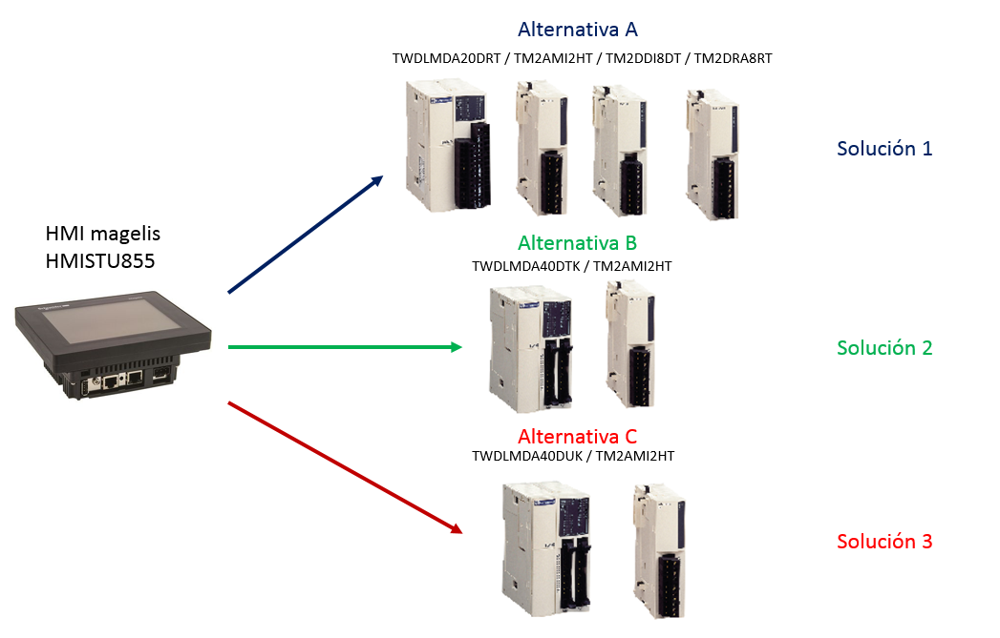 Alternativa A
TWDLMDA20DRT / TM2AMI2HT / TM2DDI8DT / TM2DRA8RT
Solución 1
HMI magelis
HMISTU855
Alternativa B
TWDLMDA40DTK / TM2AMI2HT
Solución 2
Alternativa C
TWDLMDA40DUK / TM2AMI2HT
Solución 3